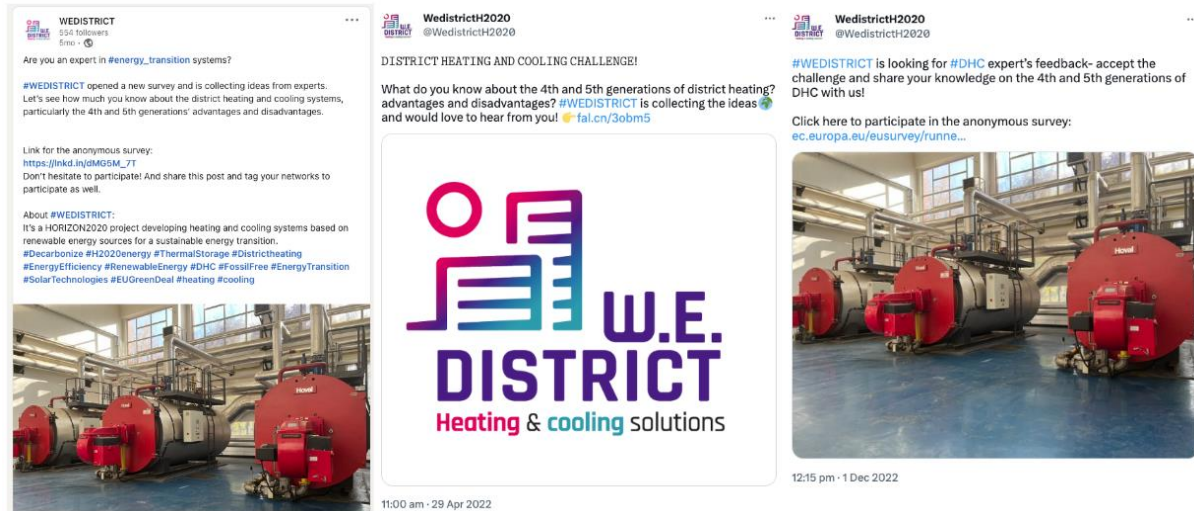 WEDISTRICT
554 followers
5mo •
Are you an expert in #energy_transition systems?
#WEDISTRICT opened a new survey and is collecting ideas from experts.
Let's see how much you know about the district heating and cooling systems,
particularly the 4th and 5th generations' advantages and disadvantages.
Link for the anonymous survey:
https://lnkd.in/dMG5M_7T
Don't hesitate to participate! And share this post and tag your networks to
participate as well.
About #WEDISTRICT:
It's a HORIZON2020 project developing heating and cooling systems based on
renewable energy sources for a sustainable energy transition.
#Decarbonize #H2020energy #ThermalStorage #Districtheating
#EnergyEfficiency #RenewableEnergy #DHC #FossilFree #EnergyTransition
#SolarTechnologies #EUGreenDeal #heating #cooling
Hoval
W.E.
DISTRICT
WedistrictH2020
@WedistrictH2020
DISTRICT HEATING AND COOLING CHALLENGE!
What do you know about the 4th and 5th generations of district heating?
advantages and disadvantages? #WEDISTRICT is collecting the ideas🌍
and would love to hear from you! 👉fal.cn/3obm5
W.E.
DISTRICT
Heating & cooling solutions
11:00 am · 29 Apr 2022
W.E.
DISTRICT
WedistrictH2020
@WedistrictH2020
#WEDISTRICT is looking for #DHC expert's feedback- accept the
challenge and share your knowledge on the 4th and 5th generations of
DHC with us!
Click here to participate in the anonymous survey:
ec.europa.eu/eusurvey/runne...
Hoval
12:15 pm · 1 Dec 2022